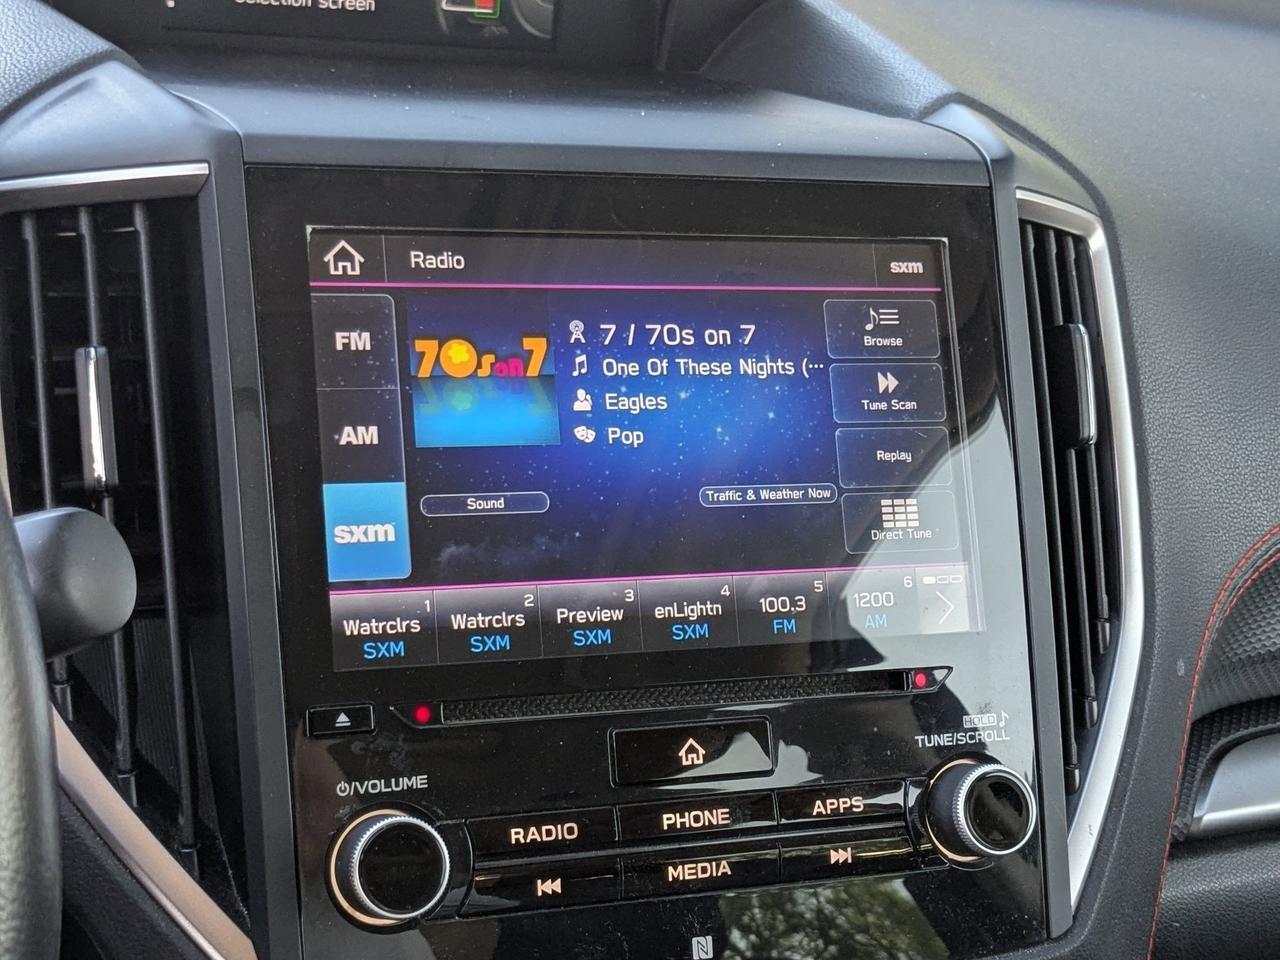 Selection Screen
Radio
sxm
FM
AM
sxm
70s on 7
7 / 70s on 7
One Of These Nights (...
Eagles
Pop
Browse
Tune Scan
Replay
Direct Tune
Sound
Traffic & Weather Now
1
Watrclrs
SXM
2
Watrclrs
SXM
3
Preview
SXM
4
enLightn
SXM
5
100.3
FM
6
1200
AM
HOLD
TUNE/SCROLL
/VOLUME
RADIO
PHONE
APPS
MEDIA
N